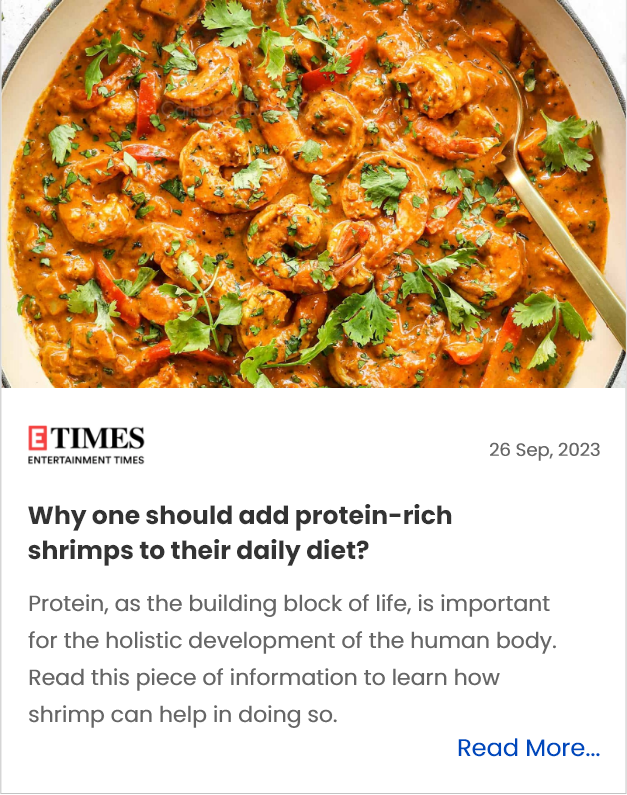 E TIMES
ENTERTAINMENT TIMES
26 Sep, 2023
Why one should add protein-rich
shrimps to their daily diet?
Protein, as the building block of life, is important
for the holistic development of the human body.
Read this piece of information to learn how
shrimp can help in doing so.
Read More...